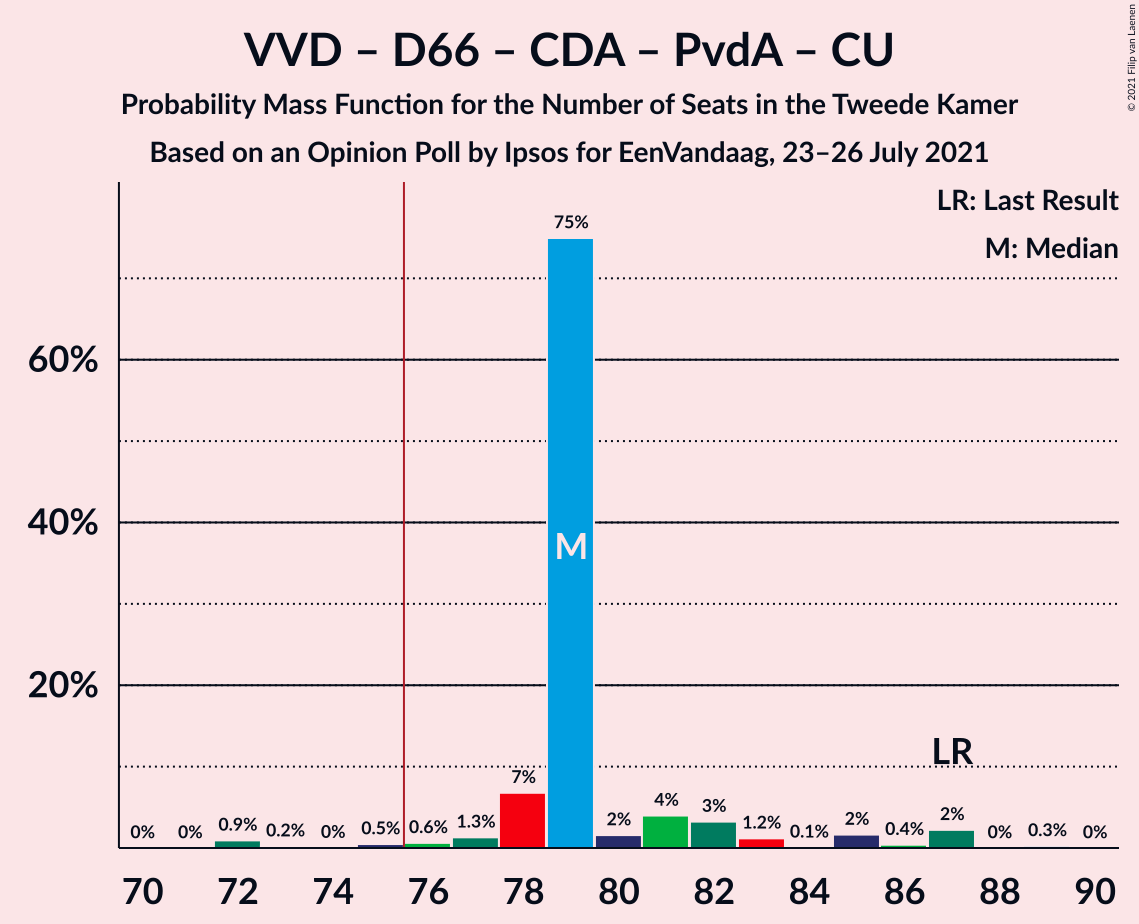 VVD – D66 – CDA – PvdA – CU
Probability Mass Function for the Number of Seats in the Tweede Kamer
Based on an Opinion Poll by Ipsos for EenVandaag, 23–26 July 2021
© 2021 Filip van Laenen
LR: Last Result
M: Median
60%
40%
20%
0% 0% 0.9% 0.2% 0% 0.5% 0.6% 1.3% 7% 75% 2% 4% 3% 1.2% 0.1% 2% 0.4% 2% 0% 0.3% 0%
M
LR
70 72 74 76 78 80 82 84 86 88 90